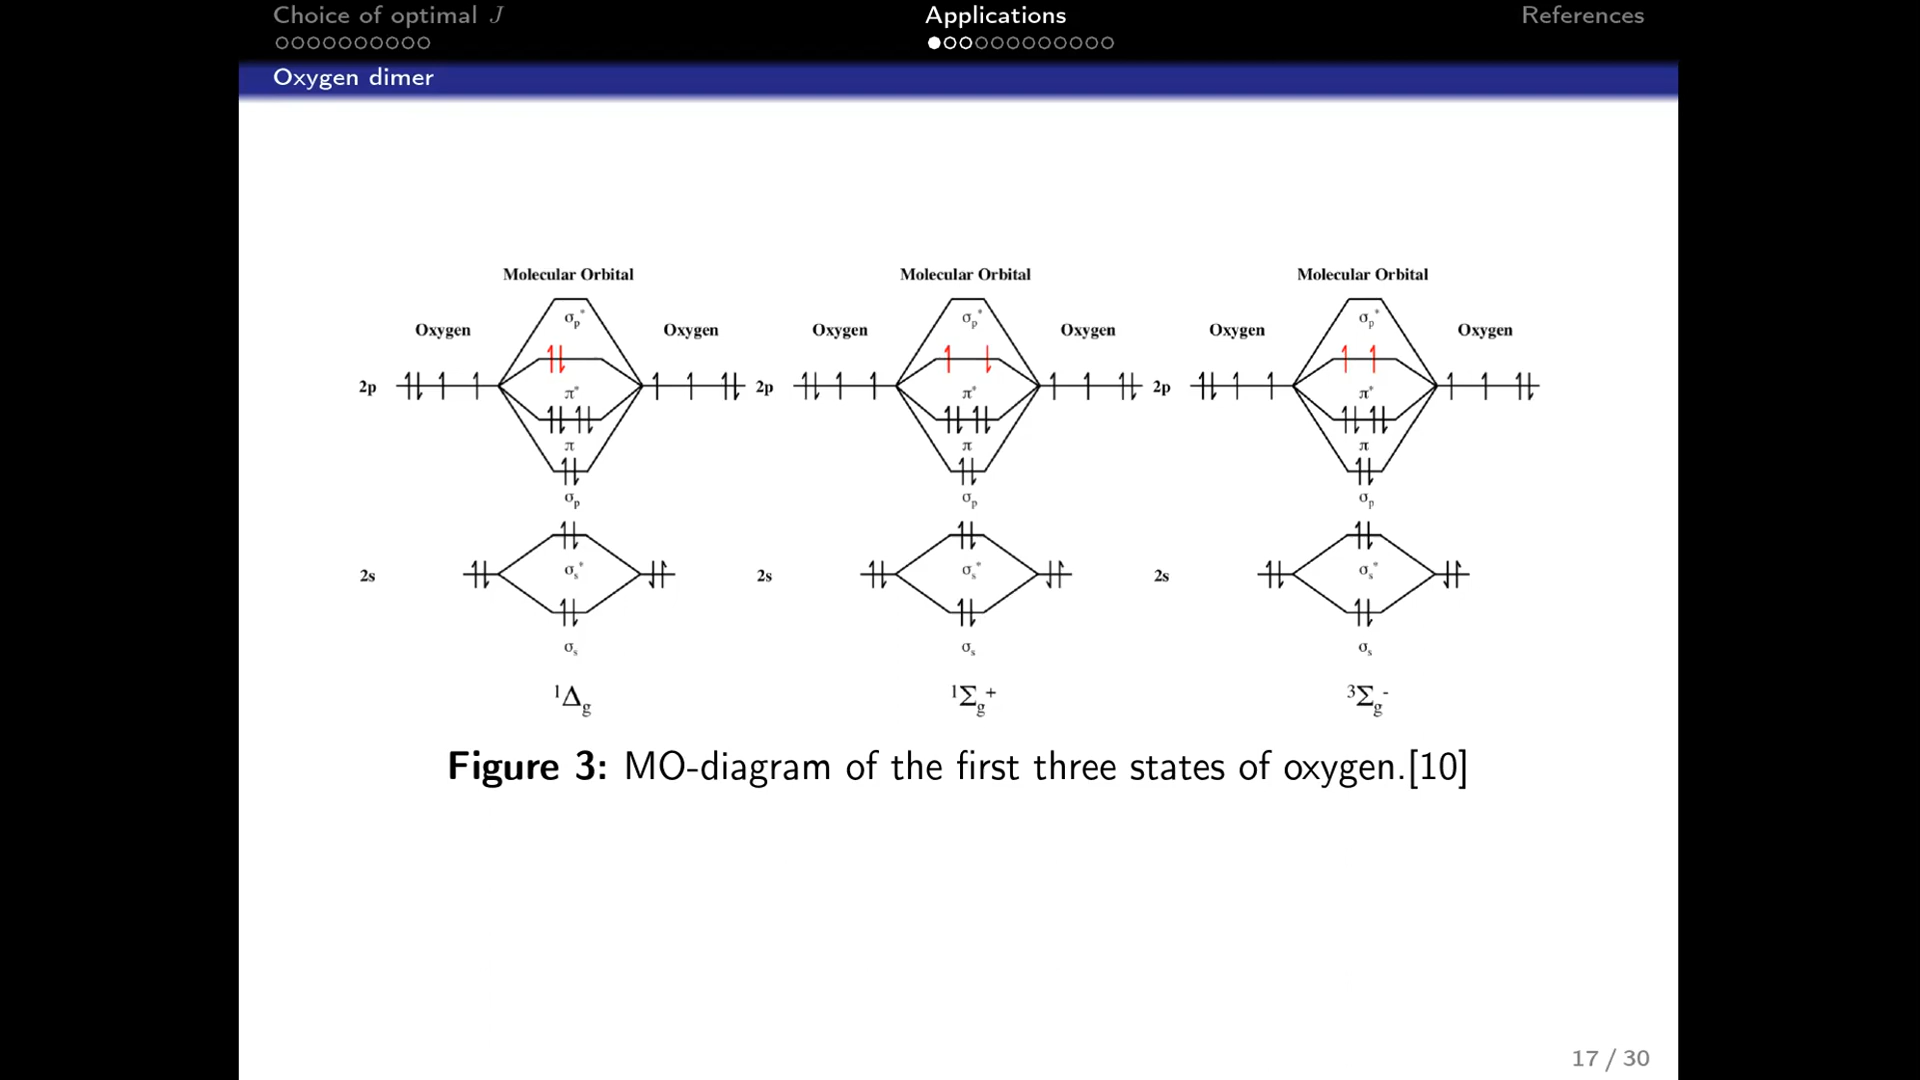 Choice of optimal J
Applications
References
Oxygen dimer
Molecular Orbital
Molecular Orbital
Molecular Orbital
σp*
σp*
σp*
Oxygen
Oxygen
Oxygen
Oxygen
Oxygen
Oxygen
2p
2p
2p
π*
π*
π*
π
π
π
σp
σp
σp
2s
2s
2s
σs*
σs*
σs*
σs
σs
σs
¹Δg
¹Σg⁺
³Σg⁻
Figure 3: MO-diagram of the first three states of oxygen.[10]
17 / 30